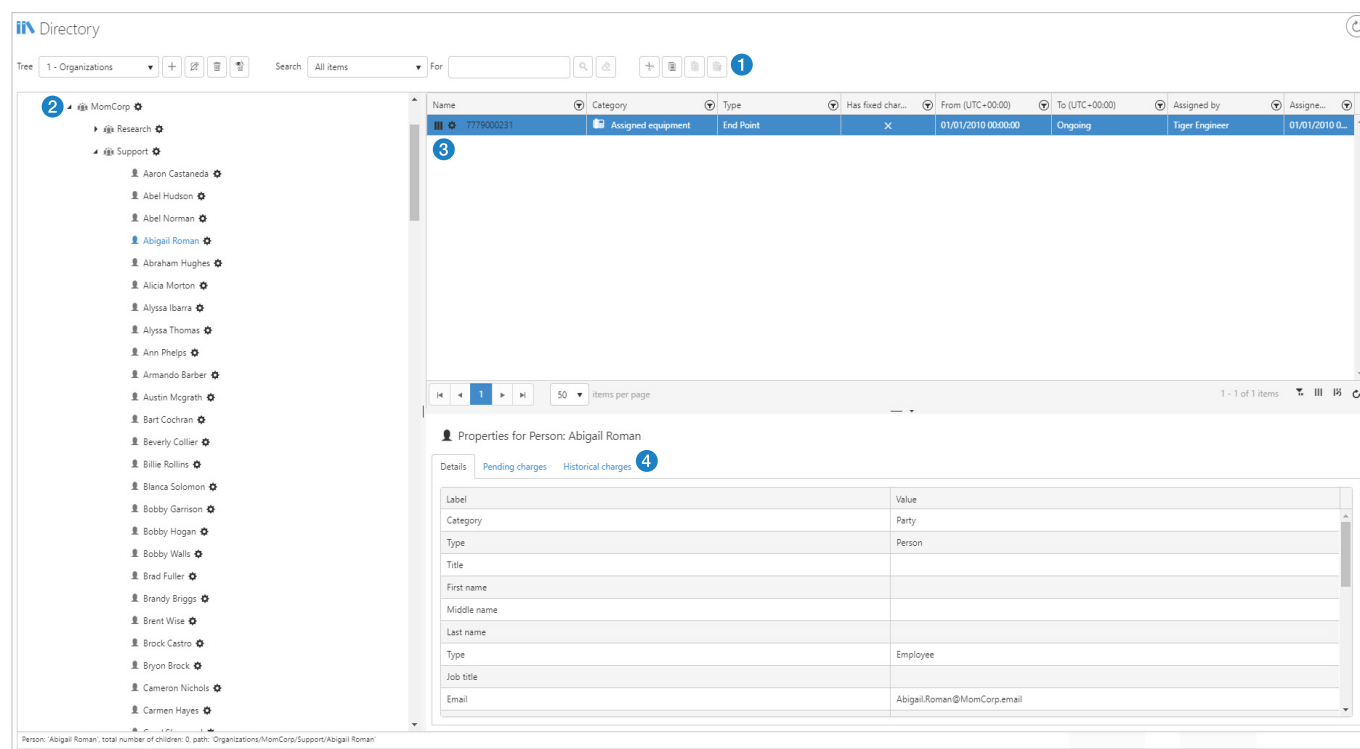 Directory
Tree 1 - Organizations Search All items For 1
2 MomCorp
Research
Support
Aaron Castaneda
Abel Hudson
Abel Norman
Abigail Roman
Abraham Hughes
Alicia Morton
Alyssa Ibarra
Alyssa Thomas
Ann Phelps
Armando Barber
Austin Mcgrath
Bart Cochran
Beverly Collier
Billie Rollins
Blanca Solomon
Bobby Garrison
Bobby Hogan
Bobby Walls
Brad Fuller
Brandy Briggs
Brent Wise
Brock Castro
Bryon Brock
Cameron Nichols
Carmen Hayes
Name Category Type Has fixed char... From (UTC+00:00) To (UTC+00:00) Assigned by Assigne...
7779000231 Assigned equipment End Point 01/01/2010 00:00:00 Ongoing Tiger Engineer 01/01/2010 0...
3
1 50 items per page 1 - 1 of 1 items
Properties for Person: Abigail Roman
Details Pending charges Historical charges 4
Label Value
Category Party
Type Person
Title
First name
Middle name
Last name
Type Employee
Job title
Email Abigail.Roman@MomCorp.email
Person: 'Abigail Roman', total number of children: 0, path: 'Organizations/MomCorp/Support/Abigail Roman'